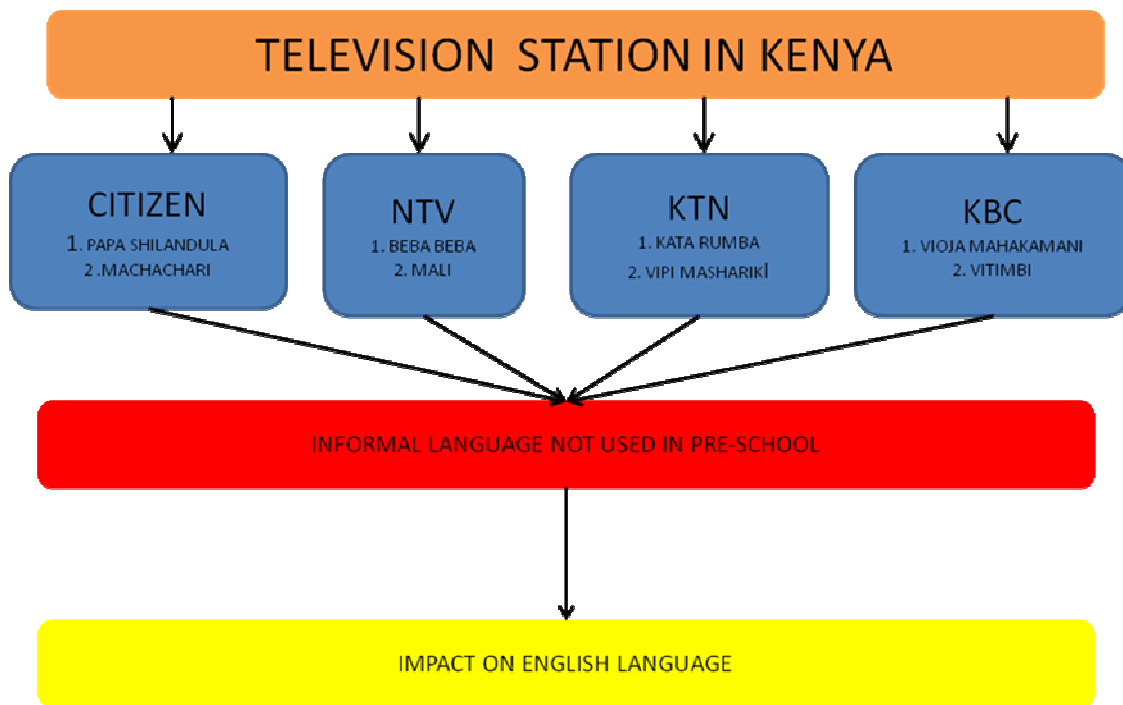 TELEVISION STATION IN KENYA
CITIZEN
1. PAPA SHILANDULA
2 .MACHACHARI
NTV
1. BEBA BEBA
2. MALI
KTN
1. KATA RUMBA
2. VIPI MASHARIKI
KBC
1. VIOJA MAHAKAMANI
2. VITIMBI
INFORMAL LANGUAGE NOT USED IN PRE-SCHOOL
IMPACT ON ENGLISH LANGUAGE